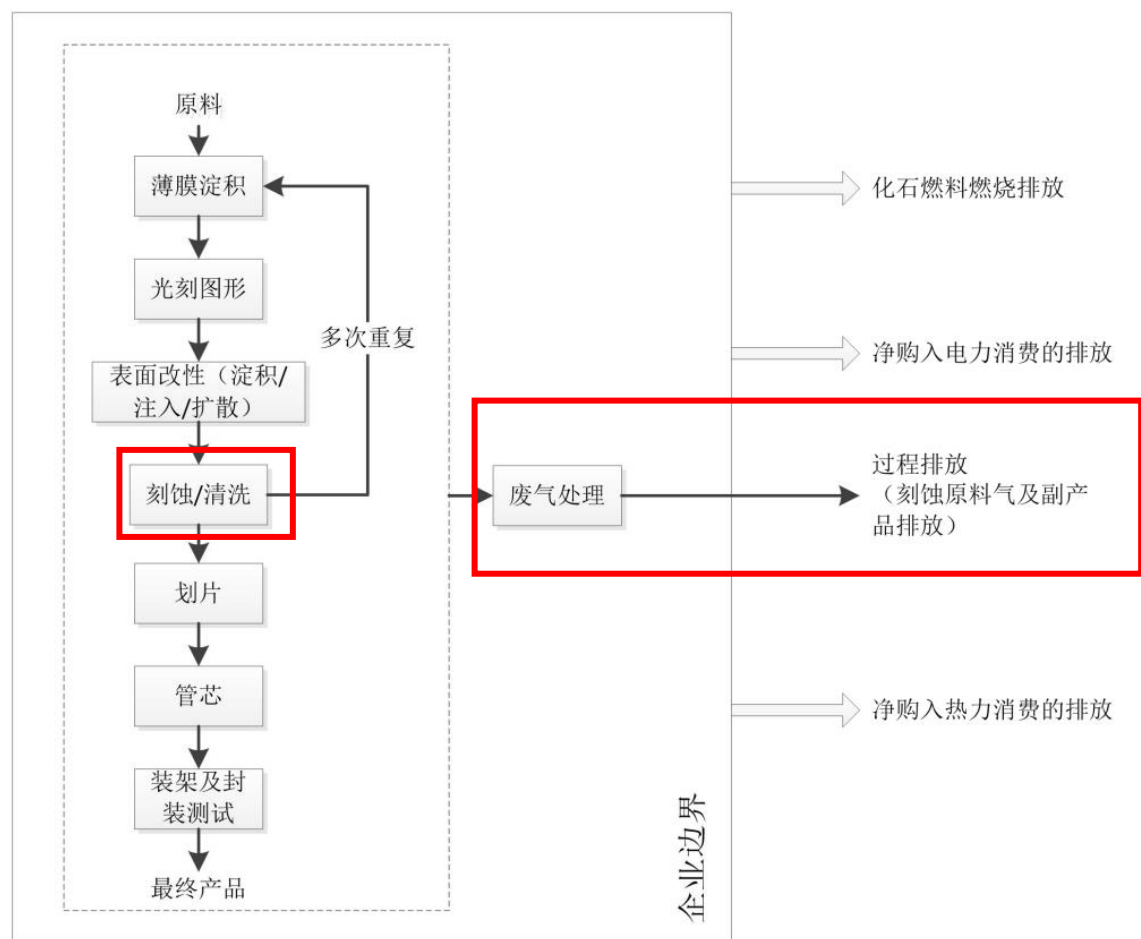 原料
薄膜淀积
光刻图形
多次重复
表面改性（淀积/
注入/扩散）
刻蚀/清洗
划片
管芯
装架及封
装测试
最终产品
废气处理
企业边界
化石燃料燃烧排放
净购入电力消费的排放
过程排放
（刻蚀原料气及副产
品排放）
净购入热力消费的排放